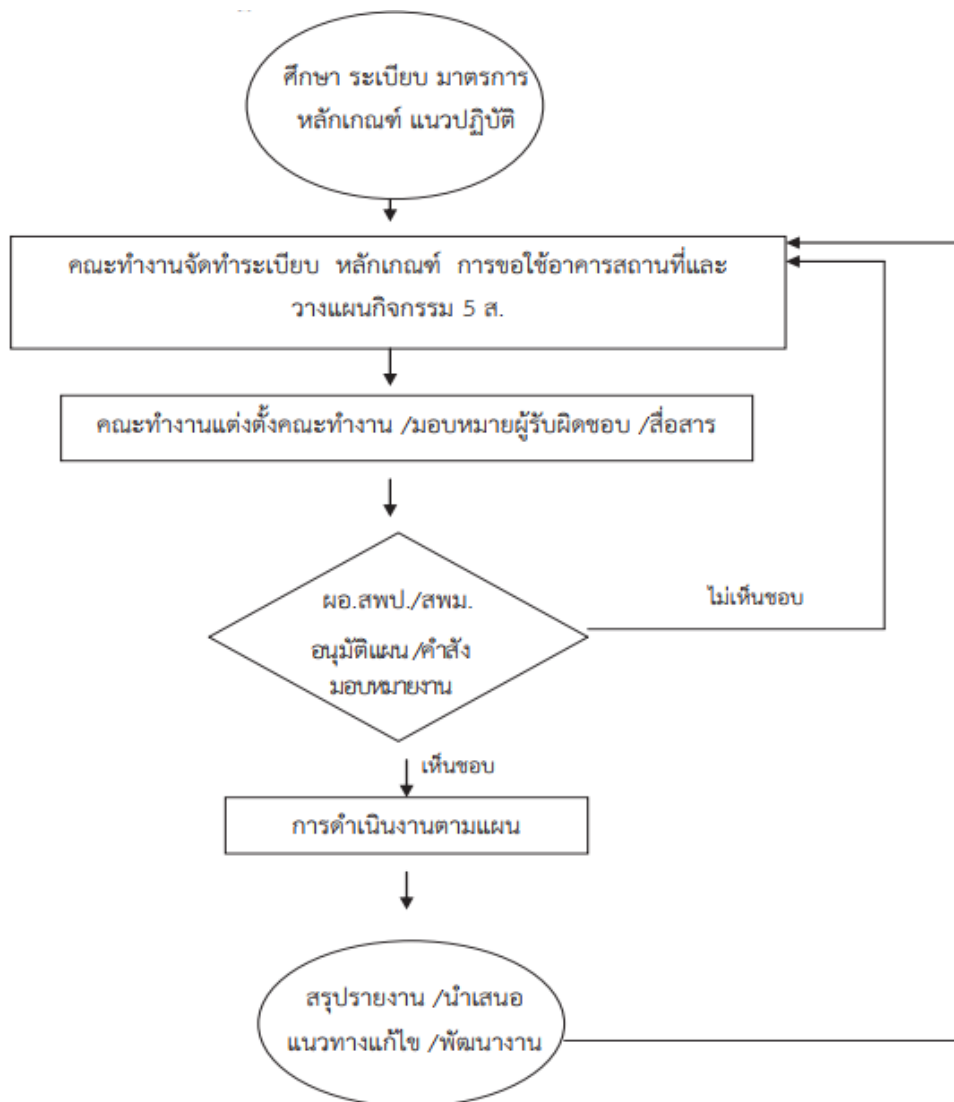 ศึกษา ระเบียบ มาตรการ
หลักเกณฑ์ แนวปฏิบัติ
คณะทำงานจัดทำระเบียบ หลักเกณฑ์ การขอใช้อาคารสถานที่และ
วางแผนกิจกรรม 5 ส.
คณะทำงานแต่งตั้งคณะทำงาน /มอบหมายผู้รับผิดชอบ /สื่อสาร
ผอ.สพป./สพม.
อนุมัติแผน /คำสั่ง
มอบหมายงาน
ไม่เห็นชอบ
เห็นชอบ
การดำเนินงานตามแผน
สรุปรายงาน /นำเสนอ
แนวทางแก้ไข /พัฒนางาน